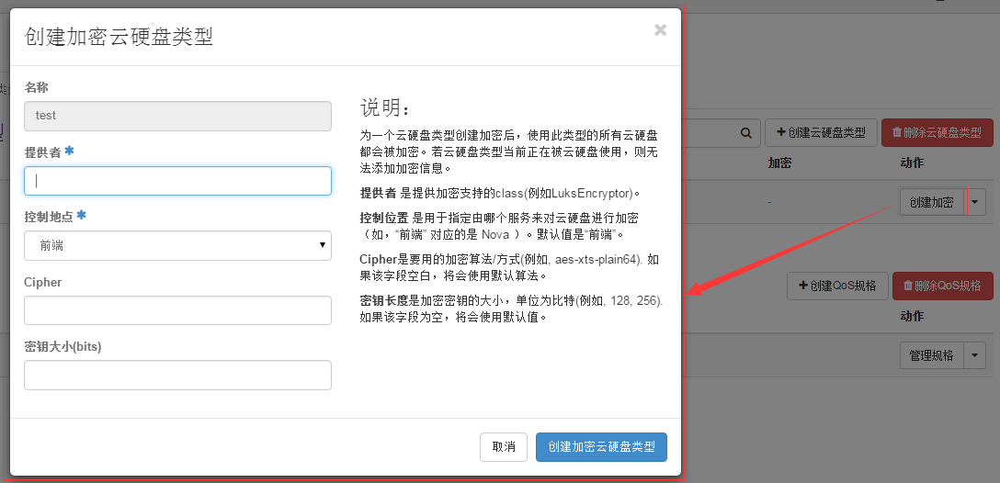 创建加密云硬盘类型
名称
test
提供者 *
控制地点 *
前端
Cipher
密钥大小(bits)
说明：
为一个云硬盘类型创建加密后，使用此类型的所有云硬盘
都会被加密。若云硬盘类型当前正在被云硬盘使用，则无
法添加加密信息。
提供者 是提供加密支持的class(例如LuksEncryptor)。
控制位置 是用于指定由哪个服务来对云硬盘进行加密
（如，“前端” 对应的是 Nova ）。默认值是“前端”。
Cipher是要用的加密算法/方式(例如, aes-xts-plain64). 如
果该字段空白，将会使用默认算法。
密钥长度是加密密钥的大小，单位为比特(例如, 128, 256).
如果该字段为空，将会使用默认值。
取消
创建加密云硬盘类型
创建云硬盘类型
删除云硬盘类型
加密
动作
-
创建加密
创建QoS规格
删除QoS规格
动作
管理规格